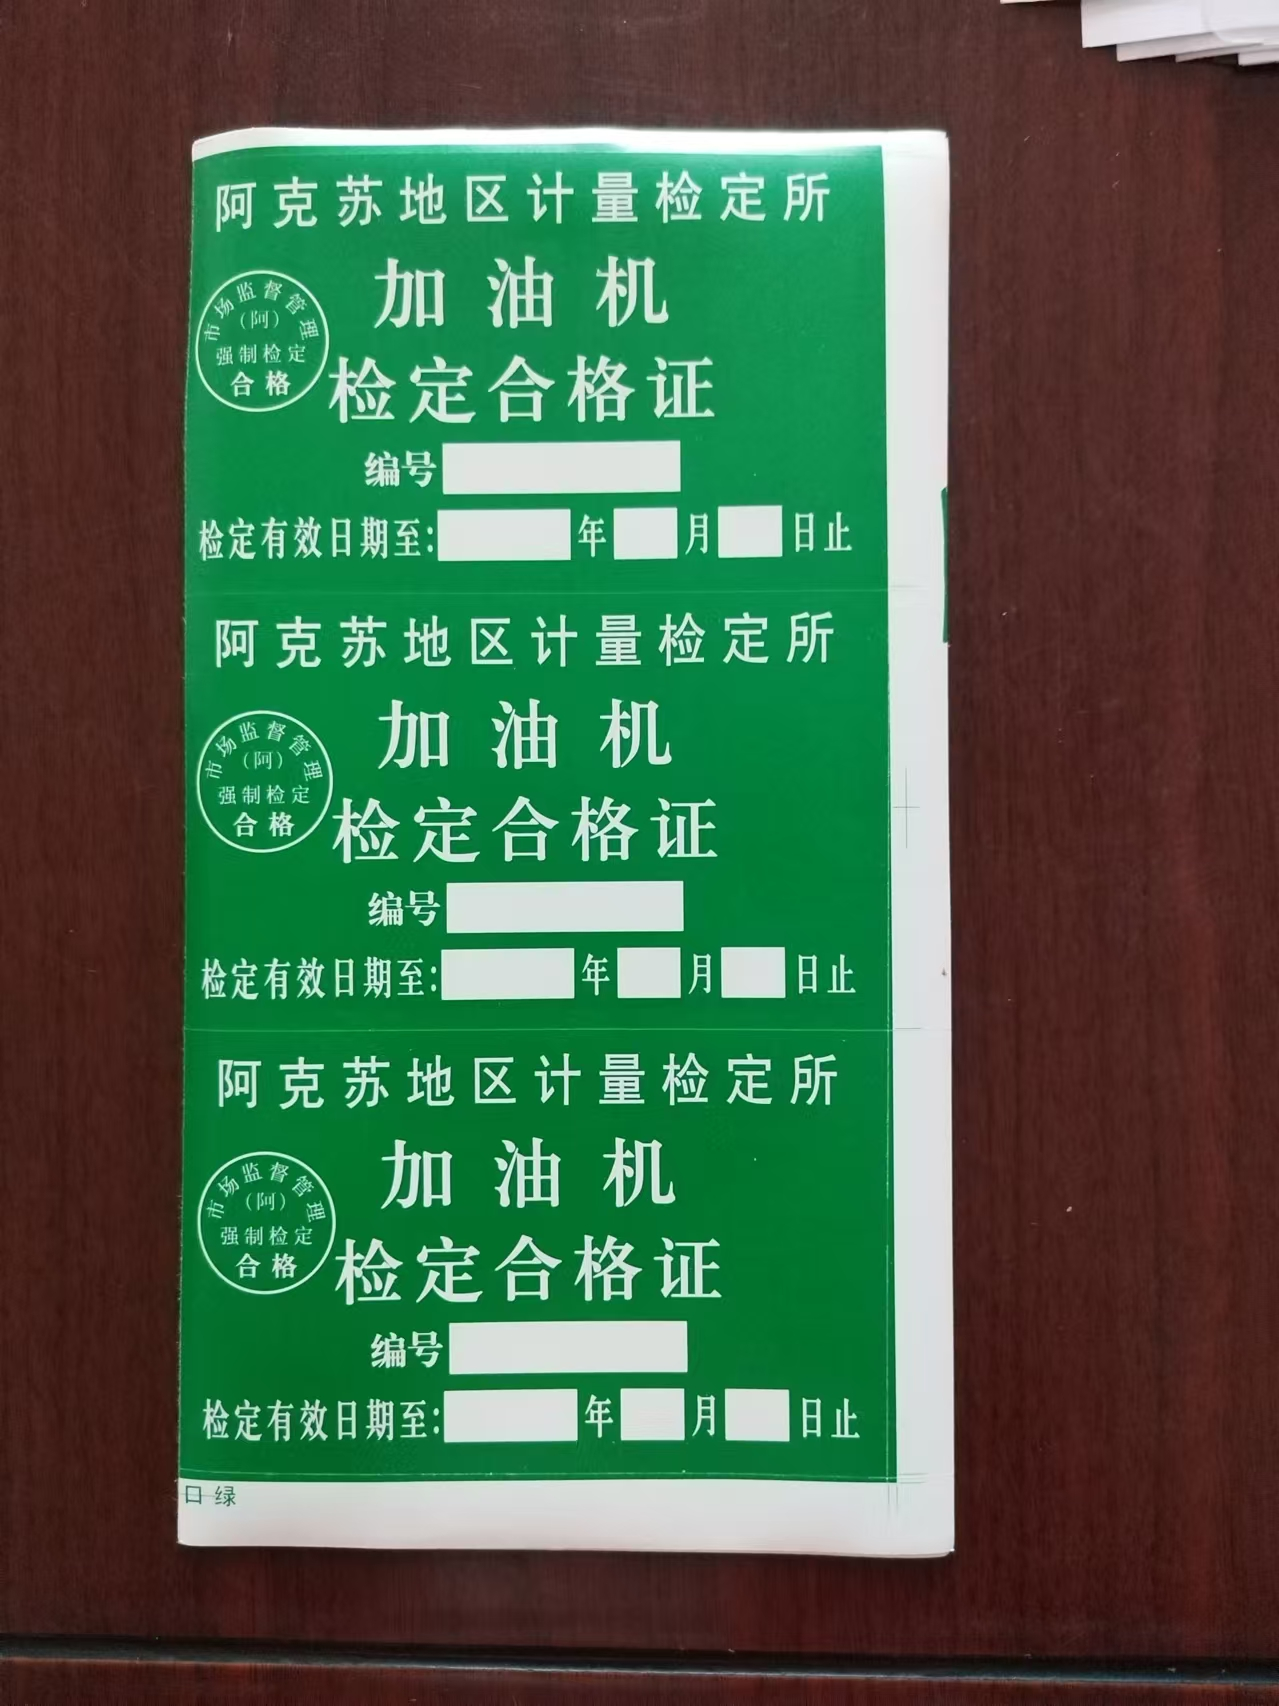 阿克苏地区计量检定所
加油机
市场监督管理
(阿)
强制检定
合格
检定合格证
编号
检定有效日期至: 年 月 日止
阿克苏地区计量检定所
加油机
市场监督管理
(阿)
强制检定
合格
检定合格证
编号
检定有效日期至: 年 月 日止
阿克苏地区计量检定所
加油机
市场监督管理
(阿)
强制检定
合格
检定合格证
编号
检定有效日期至: 年 月 日止
口 绿